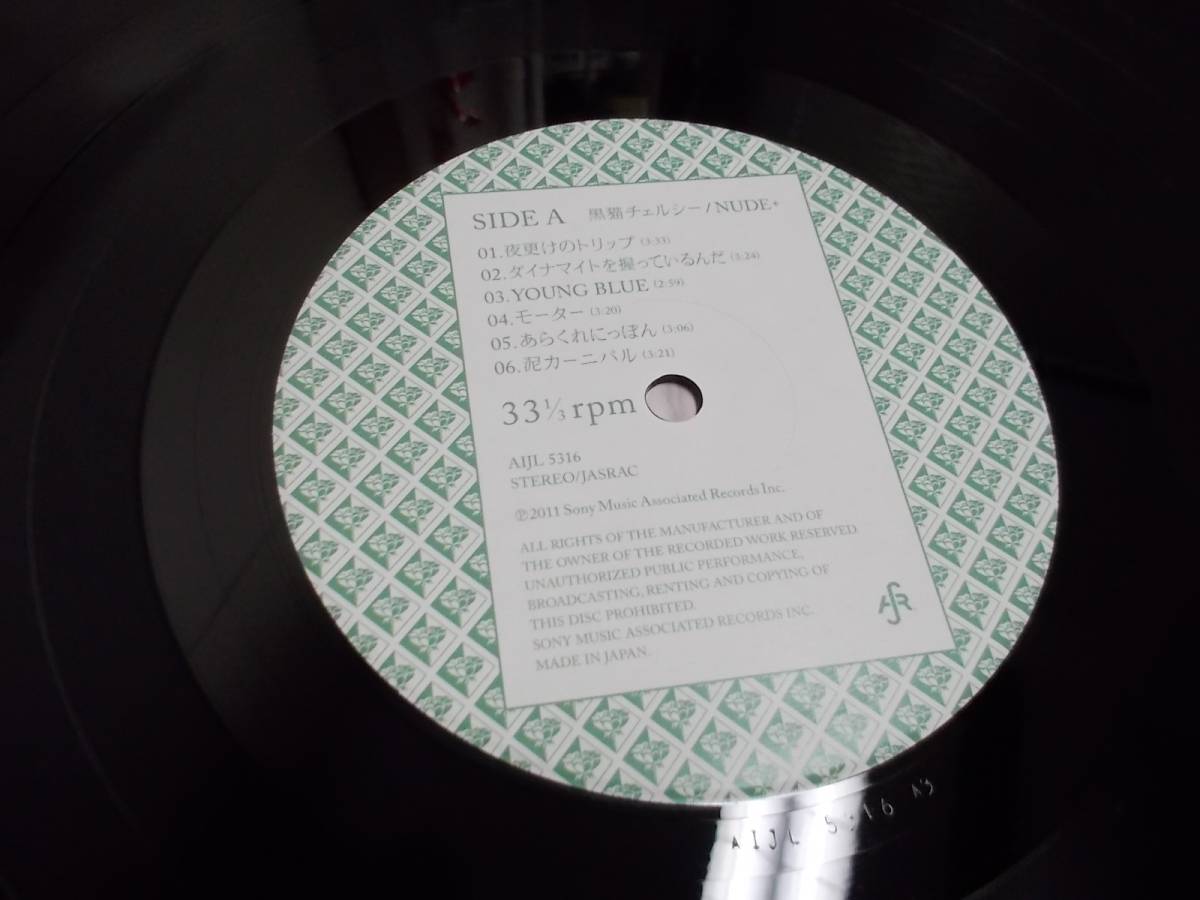 SIDE A 黒猫チェルシー / NUDE+
01.夜更けのトリップ (3:33)
02.ダイナマイトを握っているんだ (3:24)
03.YOUNG BLUE (2:59)
04.モーター (3:20)
05.あらくれにっぽん (3:06)
06.泥カーニバル (3:21)
33⅓ rpm
AIJL 5316
STEREO/JASRAC
℗2011 Sony Music Associated Records Inc.
ALL RIGHTS OF THE MANUFACTURER AND OF
THE OWNER OF THE RECORDED WORK RESERVED.
UNAUTHORIZED PUBLIC PERFORMANCE,
BROADCASTING, RENTING AND COPYING OF
THIS DISC PROHIBITED.
SONY MUSIC ASSOCIATED RECORDS INC.
MADE IN JAPAN.
ASR
AIJL 5316 A3